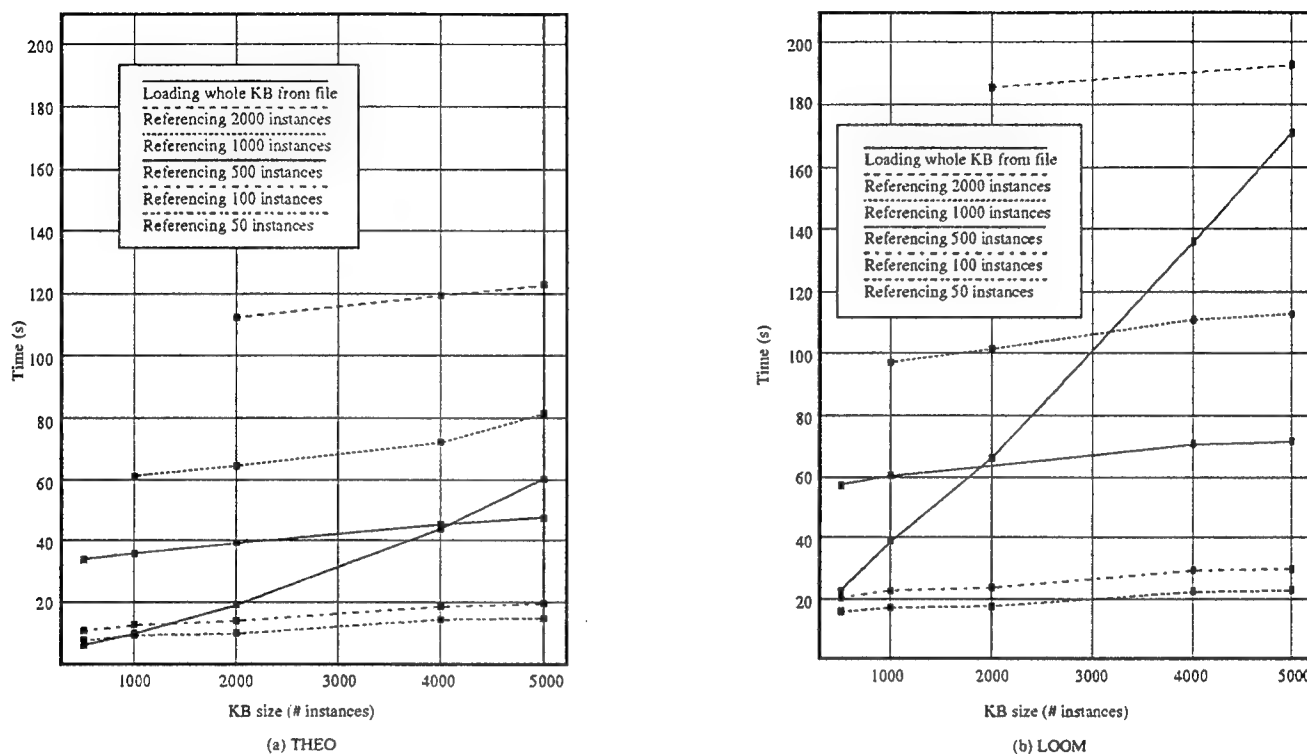 200
180
160
140
120
100
80
60
40
20
Time (s)
Loading whole KB from file
Referencing 2000 instances
Referencing 1000 instances
Referencing 500 instances
Referencing 100 instances
Referencing 50 instances
1000 2000 3000 4000 5000
KB size (# instances)
(a) THEO
200
180
160
140
120
100
80
60
40
20
Time (s)
Loading whole KB from file
Referencing 2000 instances
Referencing 1000 instances
Referencing 500 instances
Referencing 100 instances
Referencing 50 instances
1000 2000 3000 4000 5000
KB size (# instances)
(b) LOOM